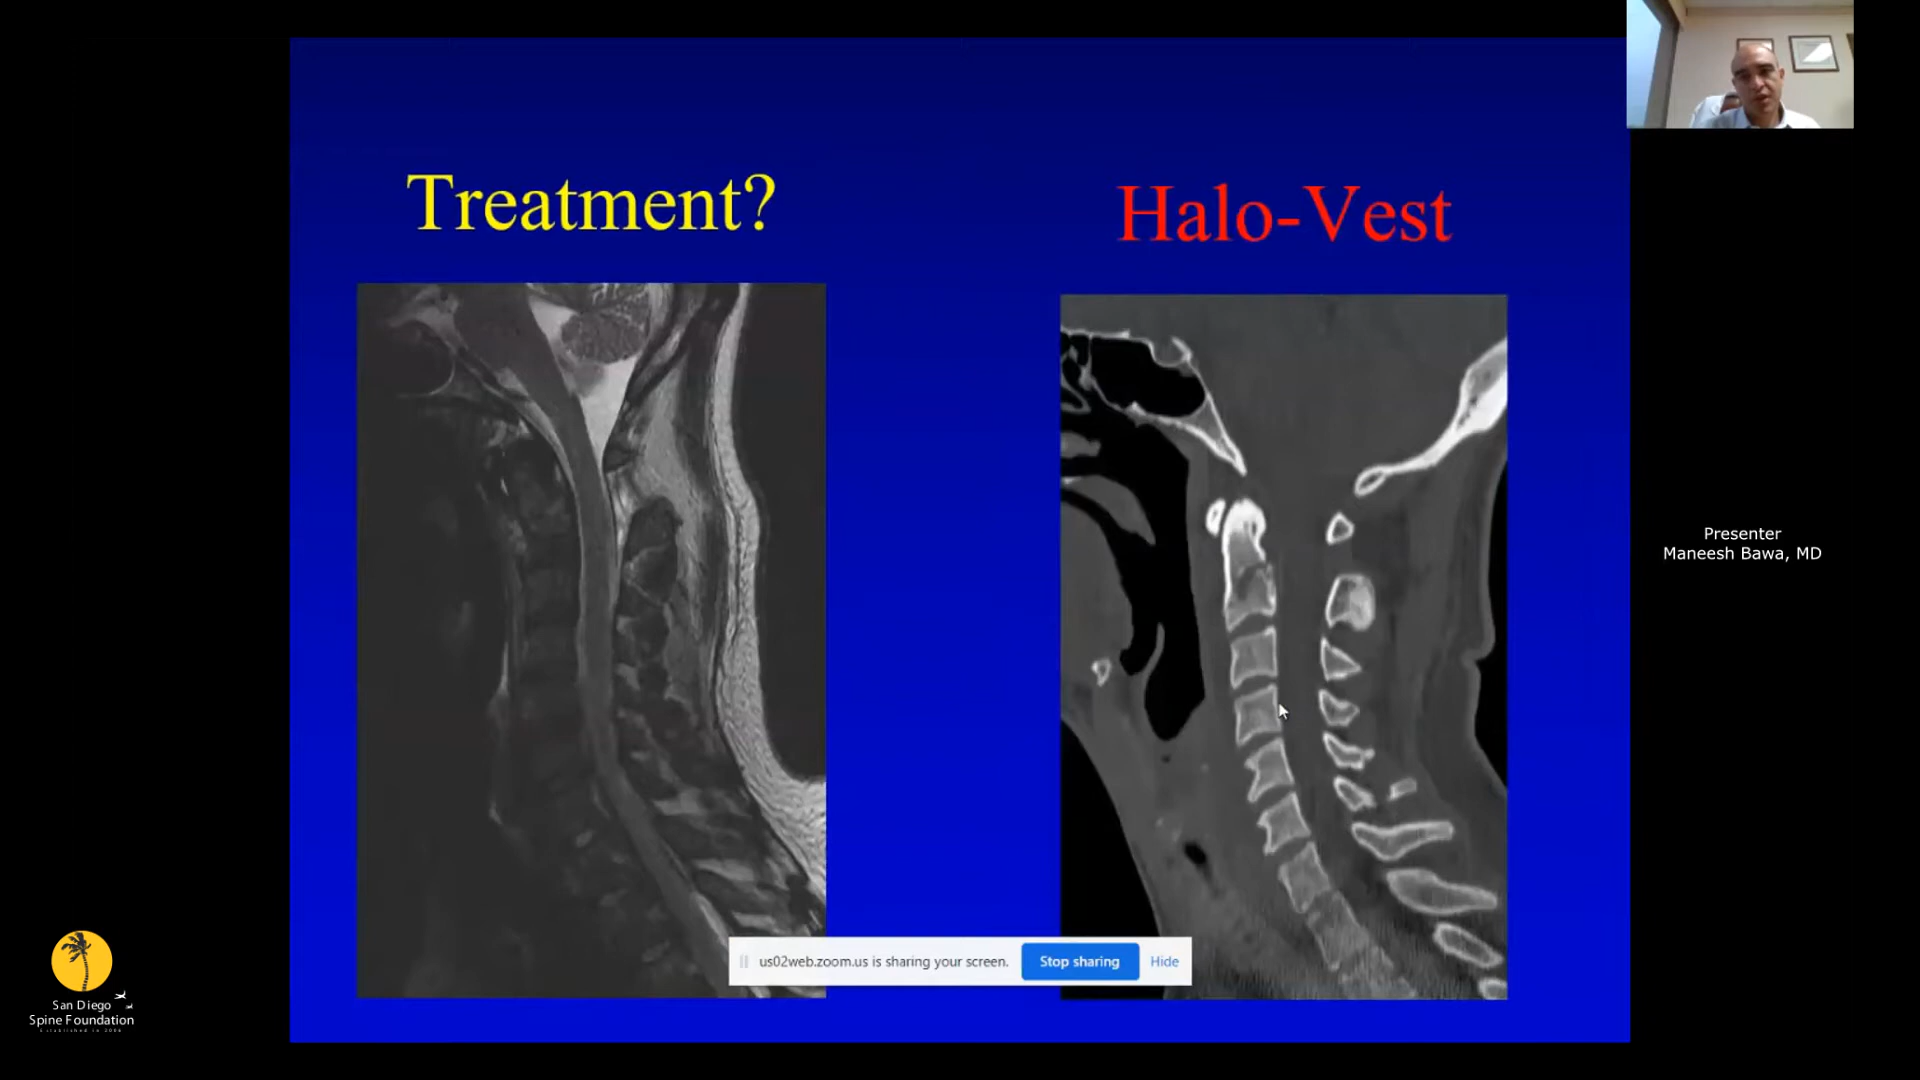 Treatment?
Halo-Vest
Presenter
Maneesh Bawa, MD
us02web.zoom.us is sharing your screen.
Stop sharing
Hide
San Diego
Spine Foundation